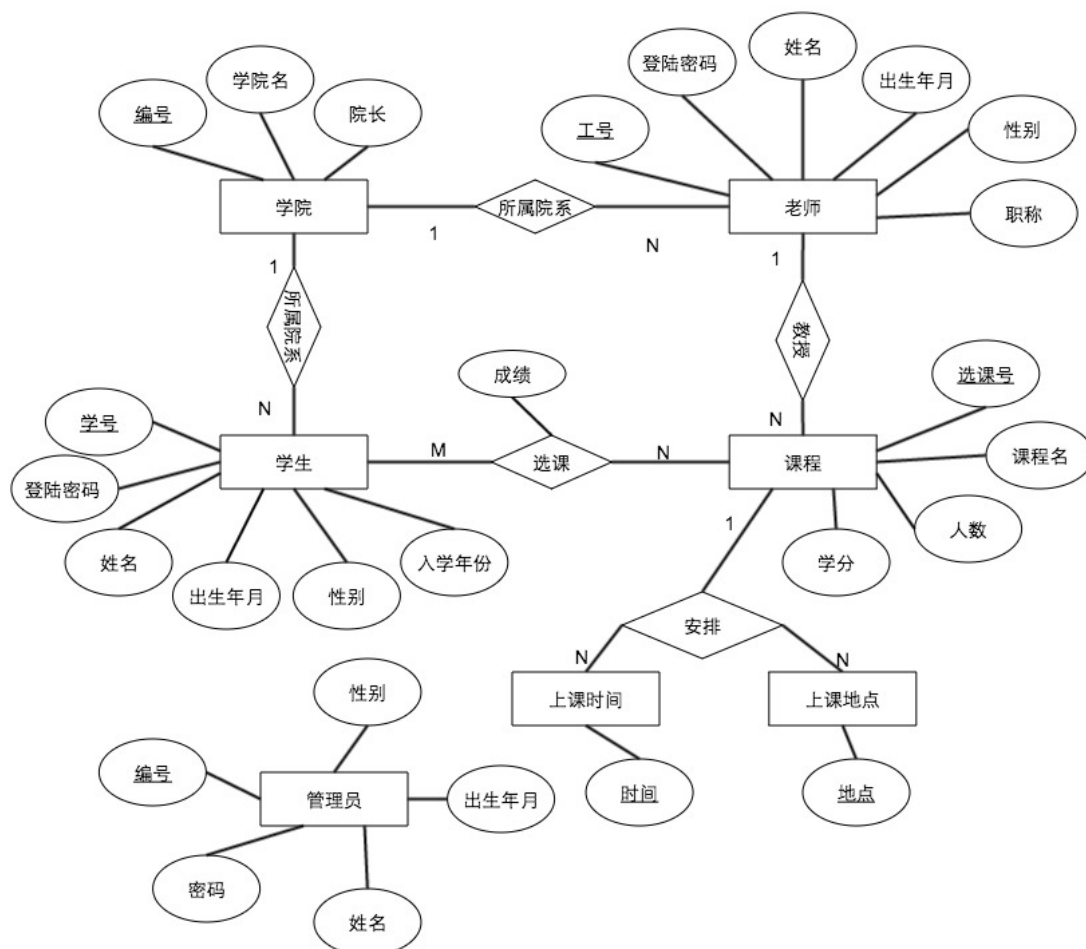 姓名
登陆密码
学院名
出生年月
编号
院长
工号
性别
学院
所属院系
老师
职称
1
N
1
1
所属院系
教授
成绩
选课号
N
N
学号
M
N
学生
选课
课程
课程名
登陆密码
1
人数
姓名
入学年份
学分
出生年月
性别
安排
N
N
性别
上课时间
上课地点
编号
管理员
出生年月
时间
地点
密码
姓名